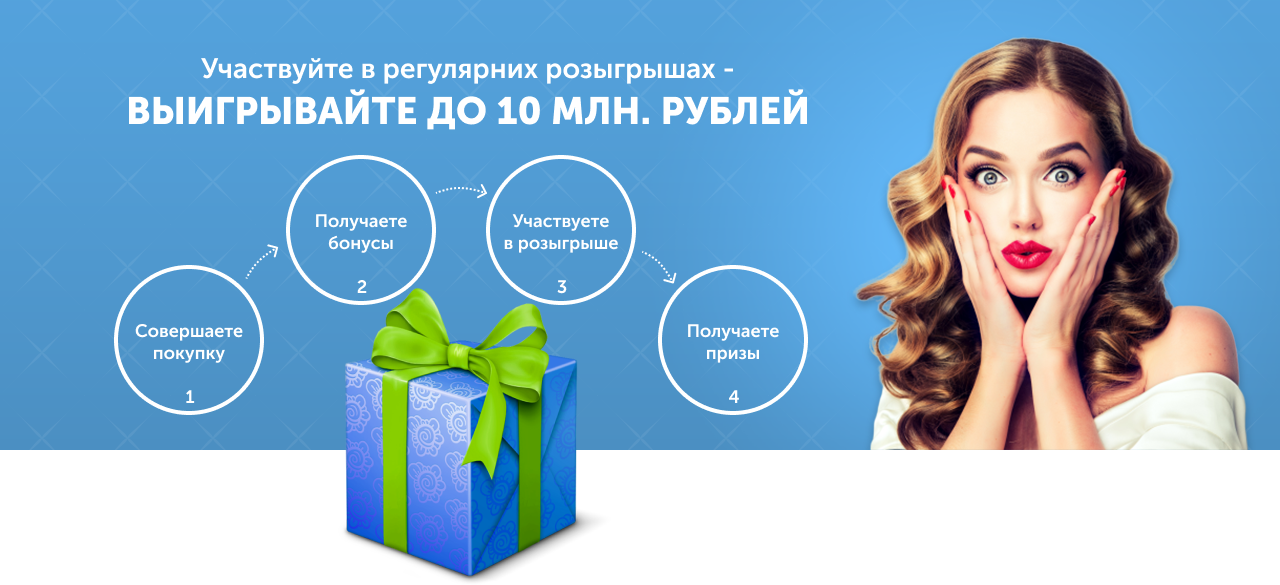 Участвуйте в регулярних розыгрышах -
ВЫИГРЫВАЙТЕ ДО 10 МЛН. РУБЛЕЙ
Совершаете
покупку
1
Получаете
бонусы
2
Участвуете
в розыгрыше
3
Получаете
призы
4